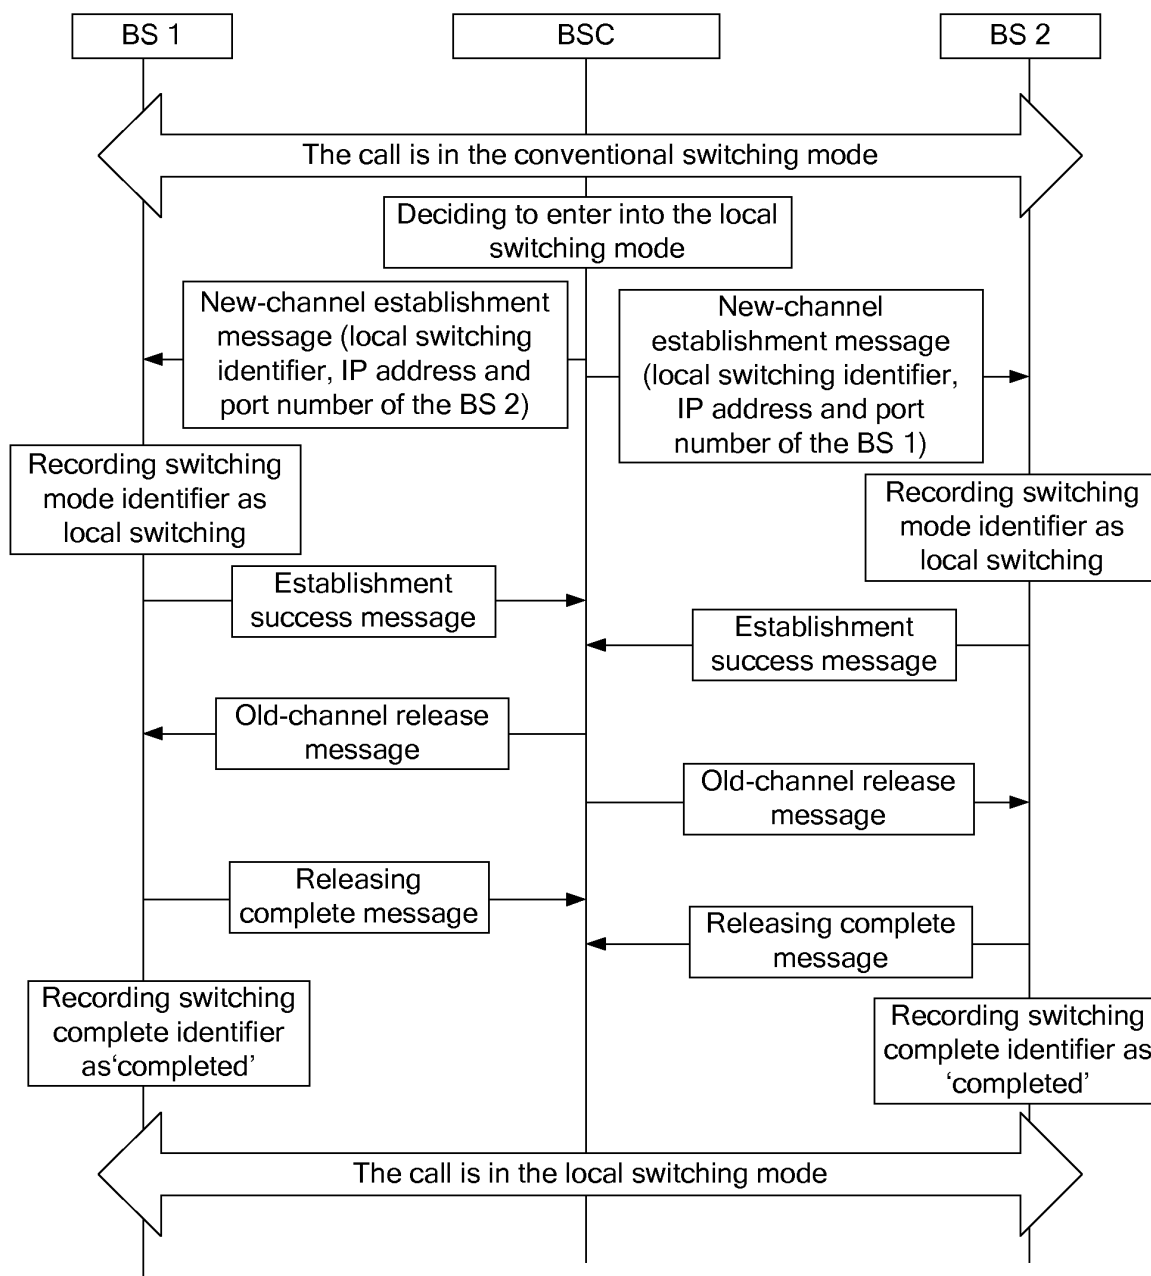 BS 1
BSC
BS 2
The call is in the conventional switching mode
Deciding to enter into the local
switching mode
New-channel establishment
message (local switching
identifier, IP address and
port number of the BS 2)
New-channel
establishment message
(local switching identifier,
IP address and port
number of the BS 1)
Recording switching
mode identifier as
local switching
Recording switching
mode identifier as
local switching
Establishment
success message
Establishment
success message
Old-channel release
message
Old-channel release
message
Releasing
complete message
Releasing complete
message
Recording switching
complete identifier
as‘completed’
Recording switching
complete identifier as
‘completed’
The call is in the local switching mode